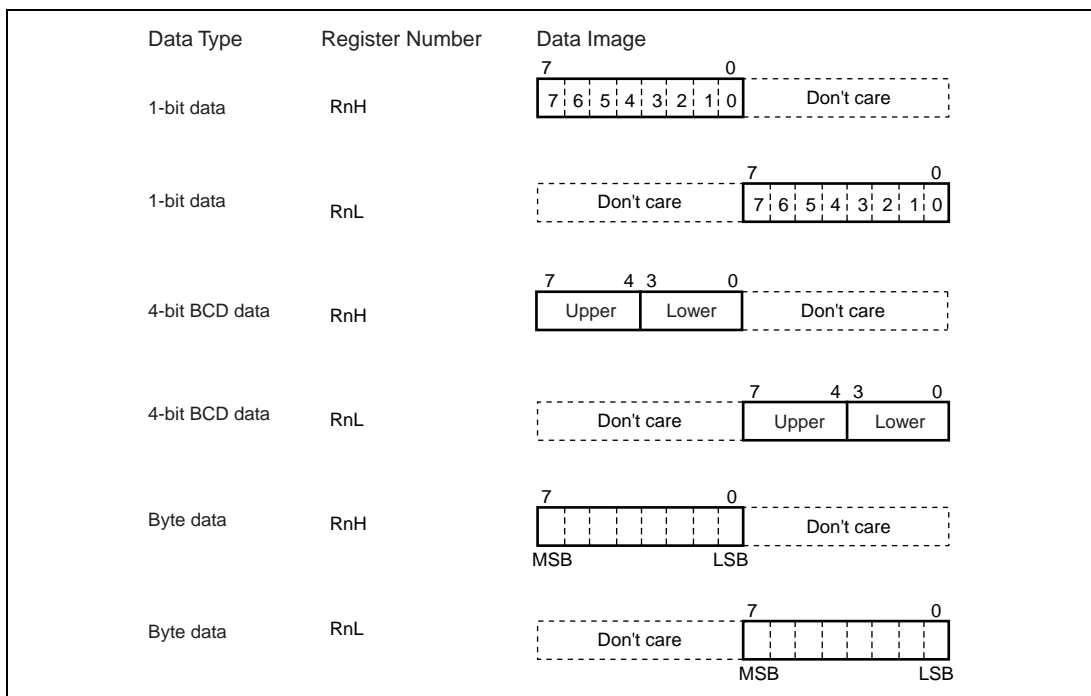 Data Type Register Number Data Image
7 0
1-bit data RnH 7 6 5 4 3 2 1 0 Don't care
7 0
1-bit data RnL Don't care 7 6 5 4 3 2 1 0
7 4 3 0
4-bit BCD data RnH Upper Lower Don't care
7 4 3 0
4-bit BCD data RnL Don't care Upper Lower
7 0
Byte data RnH Don't care
MSB LSB
7 0
Byte data RnL Don't care
MSB LSB